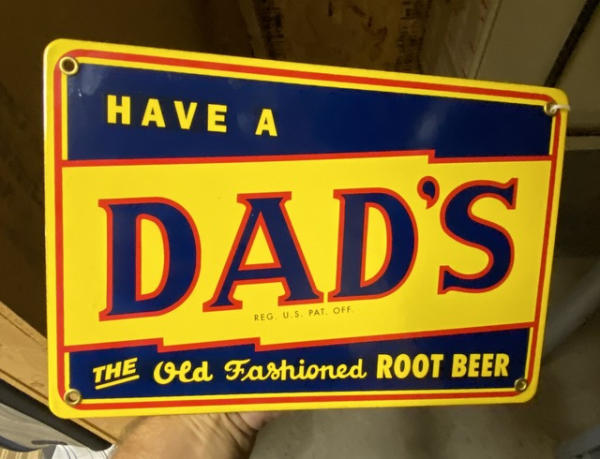 HAVE A
DAD'S
REG. U.S. PAT. OFF.
THE Old Fashioned ROOT BEER